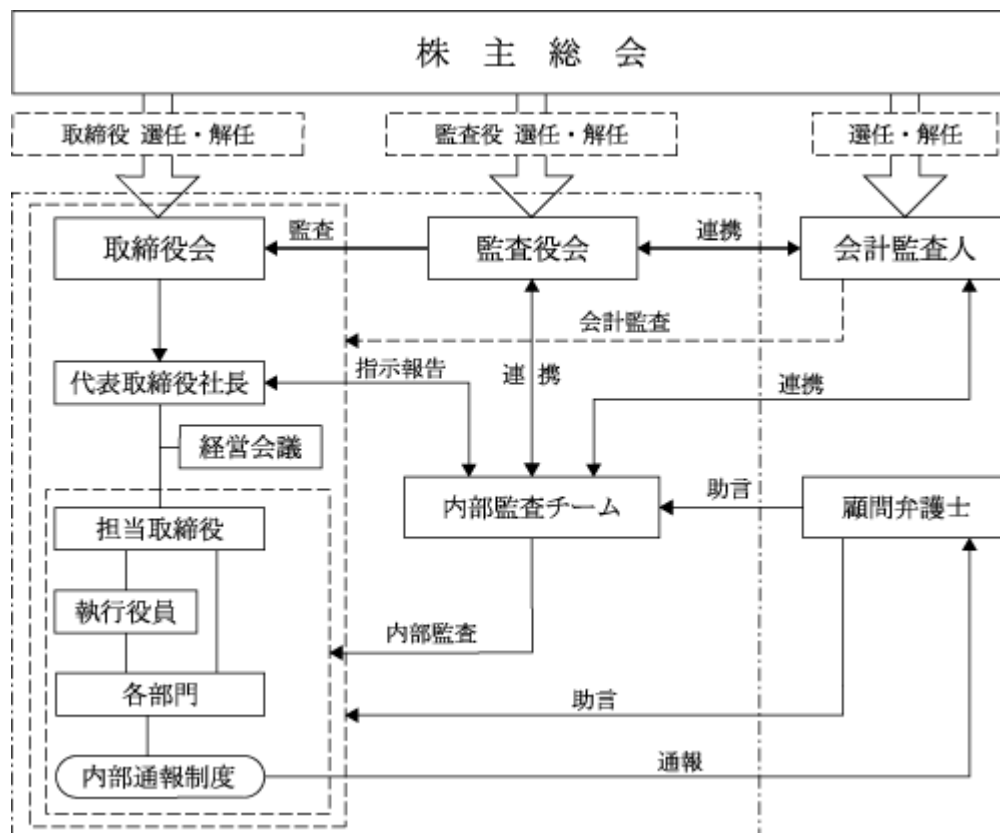 株主総会
取締役 選任・解任
監査役 選任・解任
選任・解任
取締役会
監査
監査役会
連携
会計監査人
会計監査
代表取締役社長
指示報告
連携
連携
経営会議
担当取締役
内部監査チーム
助言
顧問弁護士
執行役員
内部監査
各部門
助言
内部通報制度
通報